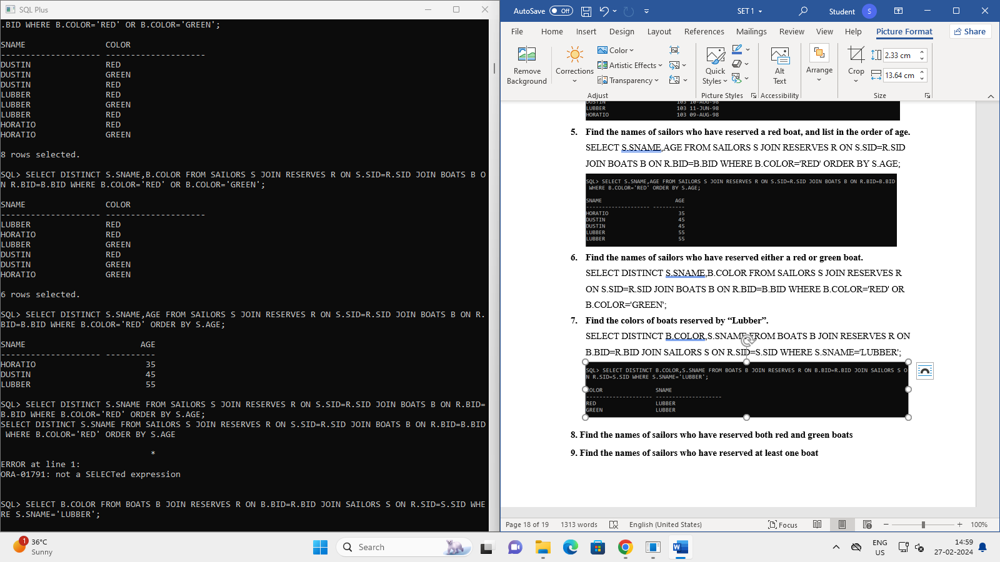 SQL Plus
.BID WHERE B.COLOR='RED' OR B.COLOR='GREEN';
SNAME                COLOR
-------------------- --------------------
DUSTIN               RED
DUSTIN               GREEN
DUSTIN               RED
LUBBER               RED
LUBBER               GREEN
LUBBER               RED
HORATIO              RED
HORATIO              GREEN
8 rows selected.
SQL> SELECT DISTINCT S.SNAME,B.COLOR FROM SAILORS S JOIN RESERVES R ON S.SID=R.SID JOIN BOATS B O
N R.BID=B.BID WHERE B.COLOR='RED' OR B.COLOR='GREEN';
SNAME                COLOR
-------------------- --------------------
LUBBER               RED
HORATIO              RED
LUBBER               GREEN
DUSTIN               RED
DUSTIN               GREEN
HORATIO              GREEN
6 rows selected.
SQL> SELECT DISTINCT S.SNAME,AGE FROM SAILORS S JOIN RESERVES R ON S.SID=R.SID JOIN BOATS B ON R.
BID=B.BID WHERE B.COLOR='RED' ORDER BY S.AGE;
SNAME                       AGE
-------------------- ----------
HORATIO                      35
DUSTIN                       45
LUBBER                       55
SQL> SELECT DISTINCT S.SNAME FROM SAILORS S JOIN RESERVES R ON S.SID=R.SID JOIN BOATS B ON R.BID=
B.BID WHERE B.COLOR='RED' ORDER BY S.AGE;
SELECT DISTINCT S.SNAME FROM SAILORS S JOIN RESERVES R ON S.SID=R.SID JOIN BOATS B ON R.BID=B.BID
 WHERE B.COLOR='RED' ORDER BY S.AGE
*
ERROR at line 1:
ORA-01791: not a SELECTed expression
SQL> SELECT B.COLOR FROM BOATS B JOIN RESERVES R ON B.BID=R.BID JOIN SAILORS S ON R.SID=S.SID WHE
RE S.SNAME='LUBBER';
AutoSave Off SET 1 Student S
File Home Insert Design Layout References Mailings Review View Help Picture Format Share
Remove Background
Corrections
Color
Artistic Effects
Transparency
Quick Styles
Alt Text
Arrange
Crop
2.33 cm
13.64 cm
Adjust Picture Styles Accessibility Size
DUSTIN 103 10-AUG-98
LUBBER 103 11-JUN-98
HORATIO 103 09-AUG-98
5. Find the names of sailors who have reserved a red boat, and list in the order of age.
SELECT S.SNAME,AGE FROM SAILORS S JOIN RESERVES R ON S.SID=R.SID
JOIN BOATS B ON R.BID=B.BID WHERE B.COLOR='RED' ORDER BY S.AGE;
SQL> SELECT S.SNAME,AGE FROM SAILORS S JOIN RESERVES R ON S.SID=R.SID JOIN BOATS B ON R.BID=B.BID
 WHERE B.COLOR='RED' ORDER BY S.AGE;
SNAME                       AGE
-------------------- ----------
HORATIO                      35
DUSTIN                       45
DUSTIN                       45
LUBBER                       55
LUBBER                       55
6. Find the names of sailors who have reserved either a red or green boat.
SELECT DISTINCT S.SNAME,B.COLOR FROM SAILORS S JOIN RESERVES R
ON S.SID=R.SID JOIN BOATS B ON R.BID=B.BID WHERE B.COLOR='RED' OR
B.COLOR='GREEN';
7. Find the colors of boats reserved by “Lubber”.
SELECT DISTINCT B.COLOR,S.SNAME FROM BOATS B JOIN RESERVES R ON
B.BID=R.BID JOIN SAILORS S ON R.SID=S.SID WHERE S.SNAME='LUBBER';
SQL> SELECT DISTINCT B.COLOR,S.SNAME FROM BOATS B JOIN RESERVES R ON B.BID=R.BID JOIN SAILORS S O
N R.SID=S.SID WHERE S.SNAME='LUBBER';
COLOR                SNAME
-------------------- --------------------
RED                  LUBBER
GREEN                LUBBER
8. Find the names of sailors who have reserved both red and green boats
9. Find the names of sailors who have reserved at least one boat
Page 18 of 19 1313 words English (United States) Focus 100%
1 36°C
Sunny
Search
ENG
US
14:59
27-02-2024